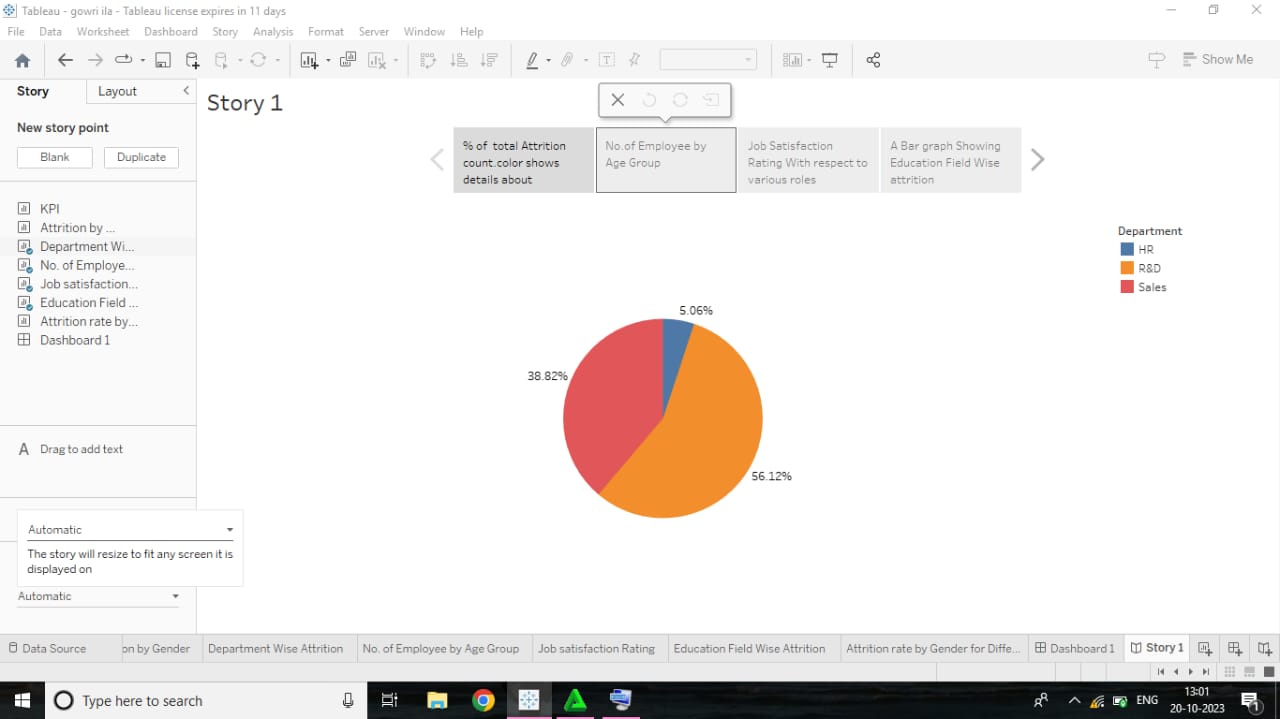 Tableau - gowri ila - Tableau license expires in 11 days
File Data Worksheet Dashboard Story Analysis Format Server Window Help
Show Me
Story Layout
New story point
Blank Duplicate
KPI
Attrition by ...
Department Wi...
No. of Employe...
Job satisfaction...
Education Field ...
Attrition rate by...
Dashboard 1
A Drag to add text
Automatic
The story will resize to fit any screen it is
displayed on
Automatic
Story 1
% of total Attrition
count.color shows
details about
No.of Employee by
Age Group
Job Satisfaction
Rating With respect to
various roles
A Bar graph Showing
Education Field Wise
attrition
Department
HR
R&D
Sales
5.06%
38.82%
56.12%
Data Source on by Gender Department Wise Attrition No. of Employee by Age Group Job satisfaction Rating Education Field Wise Attrition Attrition rate by Gender for Diffe... Dashboard 1 Story 1
Type here to search
ENG
13:01
20-10-2023
1